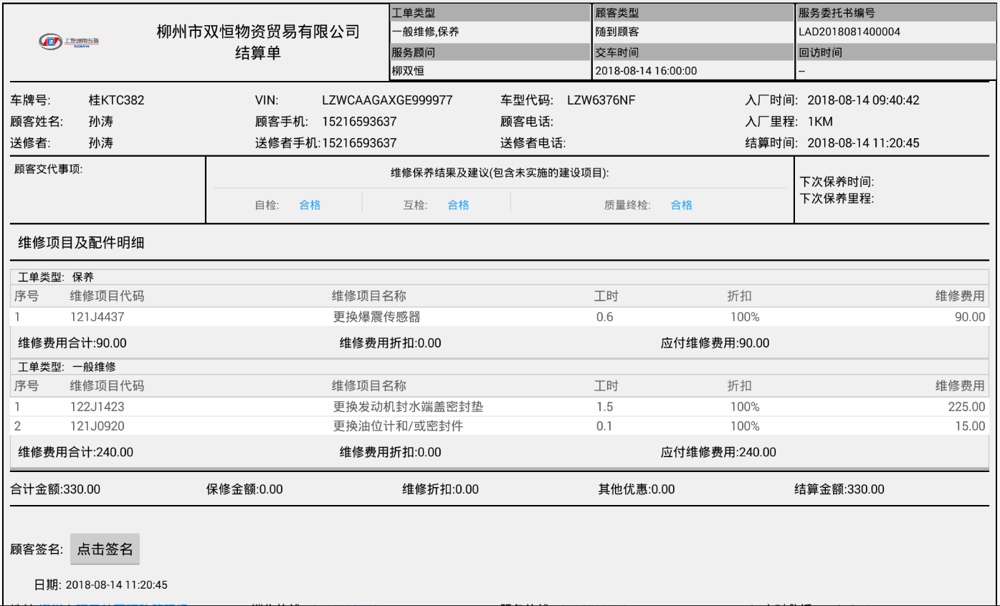 工单类型 顾客类型 服务委托书编号
一般维修,保养 随到顾客 LAD2018081400004
柳州市双恒物资贸易有限公司
结算单
上汽通用五菱
SGMW
服务顾问 交车时间 回访时间
柳双恒 2018-08-14 16:00:00 --
车牌号: 桂KTC382 VIN: LZWCAAGAXGE999977 车型代码: LZW6376NF 入厂时间: 2018-08-14 09:40:42
顾客姓名: 孙涛 顾客手机: 15216593637 顾客电话: 入厂里程: 1KM
送修者: 孙涛 送修者手机:15216593637 送修者电话: 结算时间: 2018-08-14 11:20:45
顾客交代事项:
维修保养结果及建议(包含未实施的建设项目):
自检: 合格 互检: 合格 质量终检: 合格
下次保养时间:
下次保养里程:
维修项目及配件明细
工单类型: 保养
序号 维修项目代码 维修项目名称 工时 折扣 维修费用
1 121J4437 更换爆震传感器 0.6 100% 90.00
维修费用合计:90.00 维修费用折扣:0.00 应付维修费用:90.00
工单类型: 一般维修
序号 维修项目代码 维修项目名称 工时 折扣 维修费用
1 122J1423 更换发动机封水端盖密封垫 1.5 100% 225.00
2 121J0920 更换油位计和/或密封件 0.1 100% 15.00
维修费用合计:240.00 维修费用折扣:0.00 应付维修费用:240.00
合计金额:330.00 保修金额:0.00 维修折扣:0.00 其他优惠:0.00 结算金额:330.00
顾客签名: 点击签名
日期: 2018-08-14 11:20:45